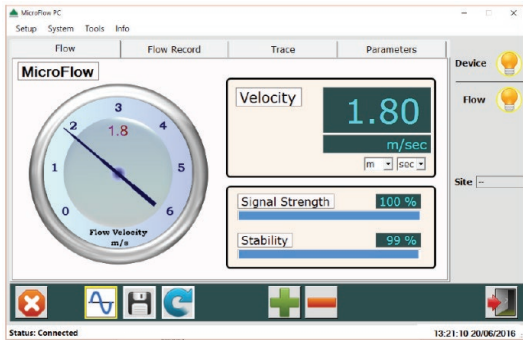 MicroFlow PC
Setup System Tools Info
Flow Flow Record Trace Parameters
MicroFlow
0
1
2
3
4
5
6
1.8
Flow Velocity
m/s
Velocity
1.80
m/sec
m sec
Signal Strength 100 %
Stability 99 %
Device
Flow
Site --
Status: Connected 13:21:10 20/06/2016